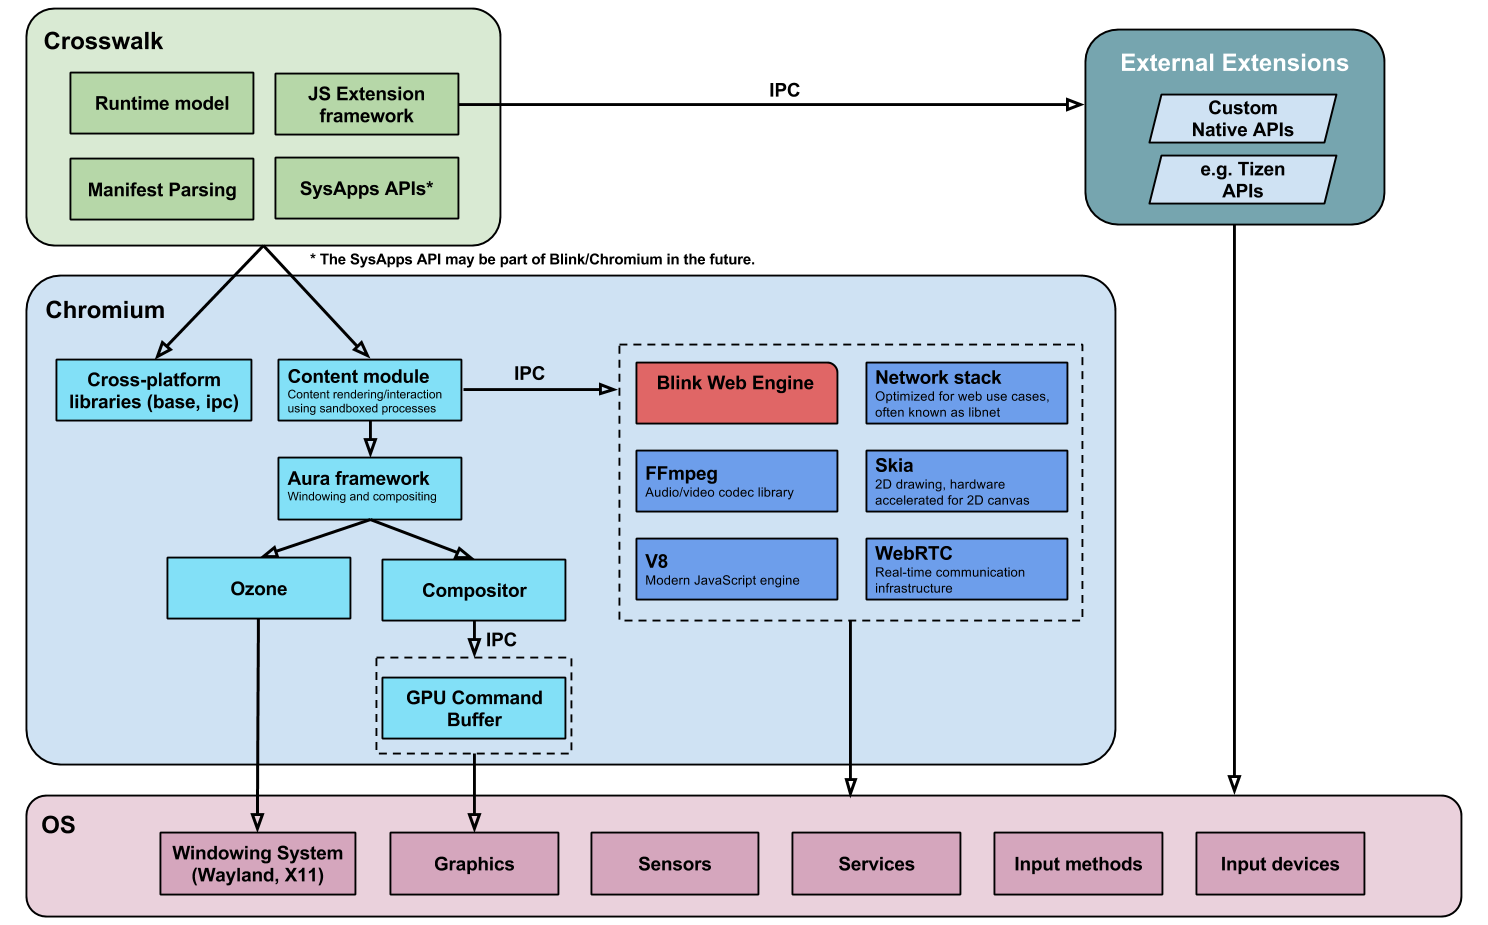 Crosswalk
Runtime model
JS Extension
framework
Manifest Parsing
SysApps APIs*
IPC
External Extensions
Custom
Native APIs
e.g. Tizen
APIs
* The SysApps API may be part of Blink/Chromium in the future.
Chromium
Cross-platform
libraries (base, ipc)
Content module
Content rendering/interaction
using sandboxed processes
IPC
Blink Web Engine
Network stack
Optimized for web use cases,
often known as libnet
Aura framework
Windowing and compositing
FFmpeg
Audio/video codec library
Skia
2D drawing, hardware
accelerated for 2D canvas
Ozone
Compositor
V8
Modern JavaScript engine
WebRTC
Real-time communication
infrastructure
IPC
GPU Command
Buffer
OS
Windowing System
(Wayland, X11)
Graphics
Sensors
Services
Input methods
Input devices